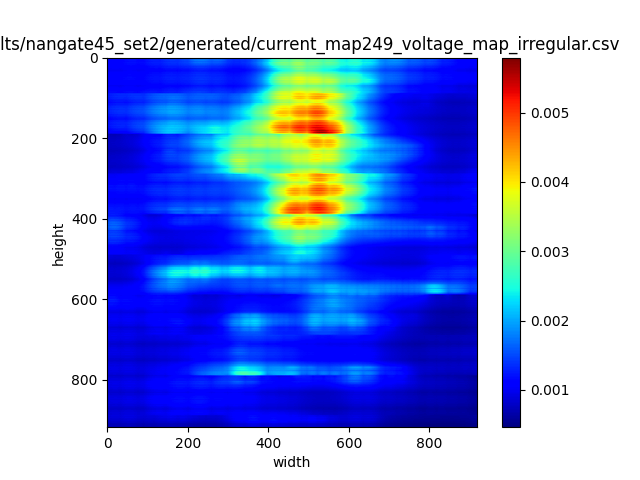 lts/nangate45_set2/generated/current_map249_voltage_map_irregular.csv
0
200
400
600
800
height
0 200 400 600 800
width
0.005
0.004
0.003
0.002
0.001